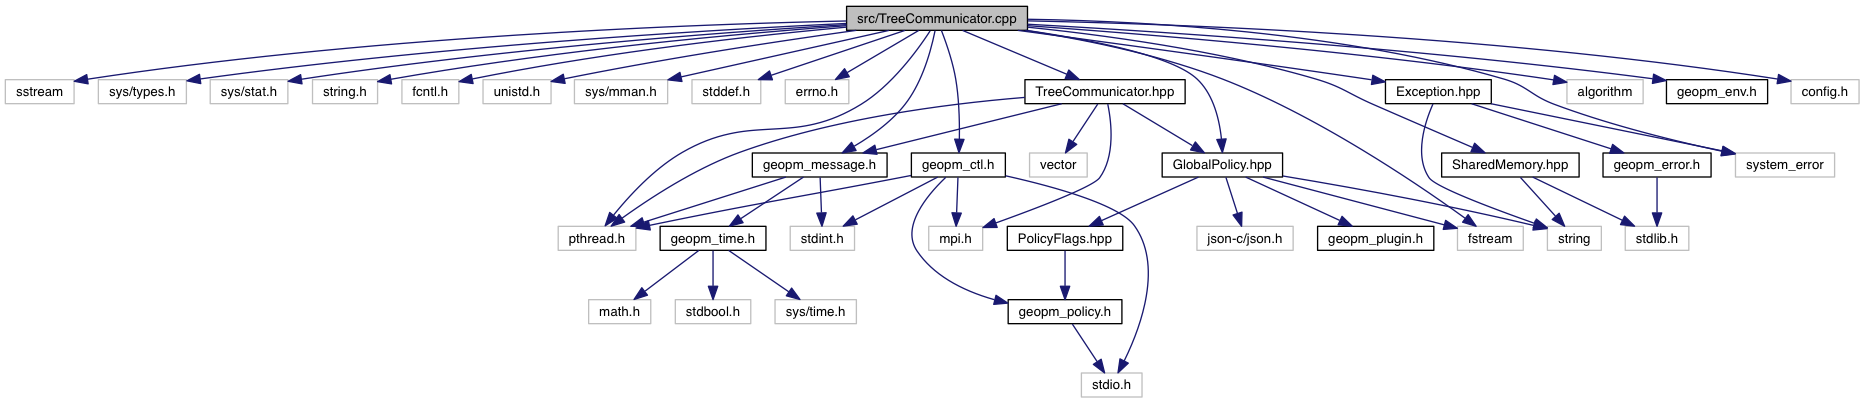 src/TreeCommunicator.cpp
sstream
sys/types.h
sys/stat.h
string.h
fcntl.h
unistd.h
sys/mman.h
stddef.h
errno.h
TreeCommunicator.hpp
Exception.hpp
algorithm
geopm_env.h
config.h
geopm_message.h
geopm_ctl.h
vector
GlobalPolicy.hpp
SharedMemory.hpp
geopm_error.h
system_error
pthread.h
geopm_time.h
stdint.h
mpi.h
PolicyFlags.hpp
json-c/json.h
geopm_plugin.h
fstream
string
stdlib.h
math.h
stdbool.h
sys/time.h
geopm_policy.h
stdio.h